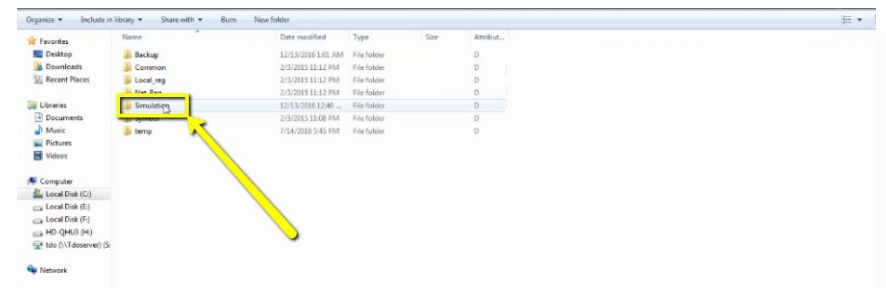 Organize Include in library Share with Burn New folder
Name Date modified Type Size Attribut...
Favorites
Desktop
Downloads
Recent Places
Libraries
Documents
Music
Pictures
Videos
Computer
Local Disk (C:)
Local Disk (E:)
Local Disk (F:)
HD-QHU3 (H:)
tdo (\\Tdoserver) (S:
Network
Backup 12/13/2016 1:01 AM File folder D
Common 2/3/2015 11:12 PM File folder D
Local_reg 2/3/2015 11:12 PM File folder D
Net_Reg 2/3/2015 11:12 PM File folder D
Simulation 12/13/2016 12:40 ... File folder D
Symbol 2/3/2015 11:08 PM File folder D
temp 7/14/2016 5:45 PM File folder D